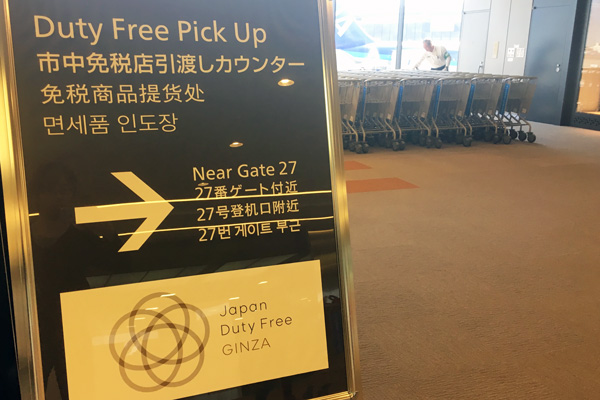 Duty Free Pick Up
市中免税店引渡しカウンター
免税商品提货处
면세품 인도장
Near Gate 27
27番ゲート付近
27号登机口附近
27번 게이트 부근
Japan
Duty Free
GINZA